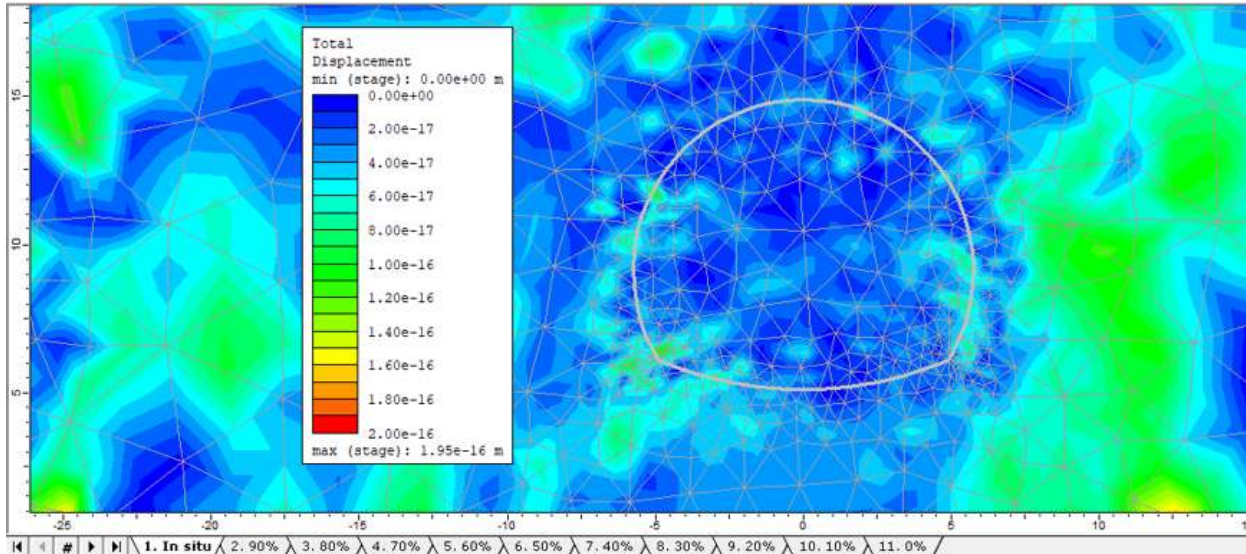 Total
Displacement
min (stage): 0.00e+00 m
0.00e+00
2.00e-17
4.00e-17
6.00e-17
8.00e-17
1.00e-16
1.20e-16
1.40e-16
1.60e-16
1.80e-16
2.00e-16
max (stage): 1.95e-16 m
15
10
5
-25 -20 -15 -10 -5 0 5 10
# 1. In situ 2.90% 3.80% 4.70% 5.60% 6.50% 7.40% 8.30% 9.20% 10.10% 11.0%